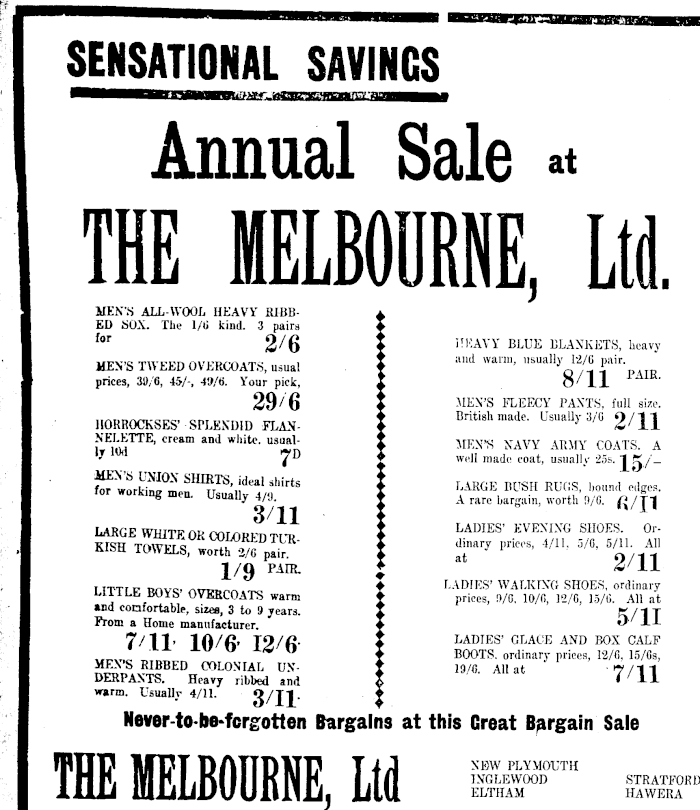 SENSATIONAL SAVINGS
Annual Sale at
THE MELBOURNE, Ltd.
MEN'S ALL-WOOL HEAVY RIBB-
ED SOX. The 1/6 kind. 3 pairs
for 2/6
MEN'S TWEED OVERCOATS, usual
prices, 39/6, 45/-, 49/6. Your pick,
29/6
HORROCKSES' SPLENDID FLAN-
NELETTE, cream and white, usual-
ly 10d 7D
MEN'S UNION SHIRTS, ideal shirts
for working men. Usually 4/9.
3/11
LARGE WHITE OR COLORED TUR-
KISH TOWELS, worth 2/6 pair.
1/9 PAIR.
LITTLE BOYS' OVERCOATS warm
and comfortable, sizes, 3 to 9 years.
From a Home manufacturer.
7/11· 10/6· 12/6·
MEN'S RIBBED COLONIAL UN-
DERPANTS. Heavy ribbed and
warm. Usually 4/11. 3/11·
HEAVY BLUE BLANKETS, heavy
and warm, usually 12/6 pair.
8/11 PAIR.
MEN'S FLEECY PANTS, full size.
British made. Usually 3/6 2/11
MEN'S NAVY ARMY COATS. A
well made coat, usually 25s. 15/-
LARGE BUSH RUGS, bound edges.
A rare bargain, worth 9/6. 6/11
LADIES' EVENING SHOES. Or-
dinary prices, 4/11, 5/6, 5/11. All
at 2/11
LADIES' WALKING SHOES, ordinary
prices, 9/6, 10/6, 12/6, 15/6. All at
5/11
LADIES' GLACE AND BOX CALF
BOOTS, ordinary prices, 12/6, 15/6s,
19/6. All at 7/11
Never-to-be-forgotten Bargains at this Great Bargain Sale
THE MELBOURNE, Ltd
NEW PLYMOUTH
INGLEWOOD STRATFORD
ELTHAM HAWERA